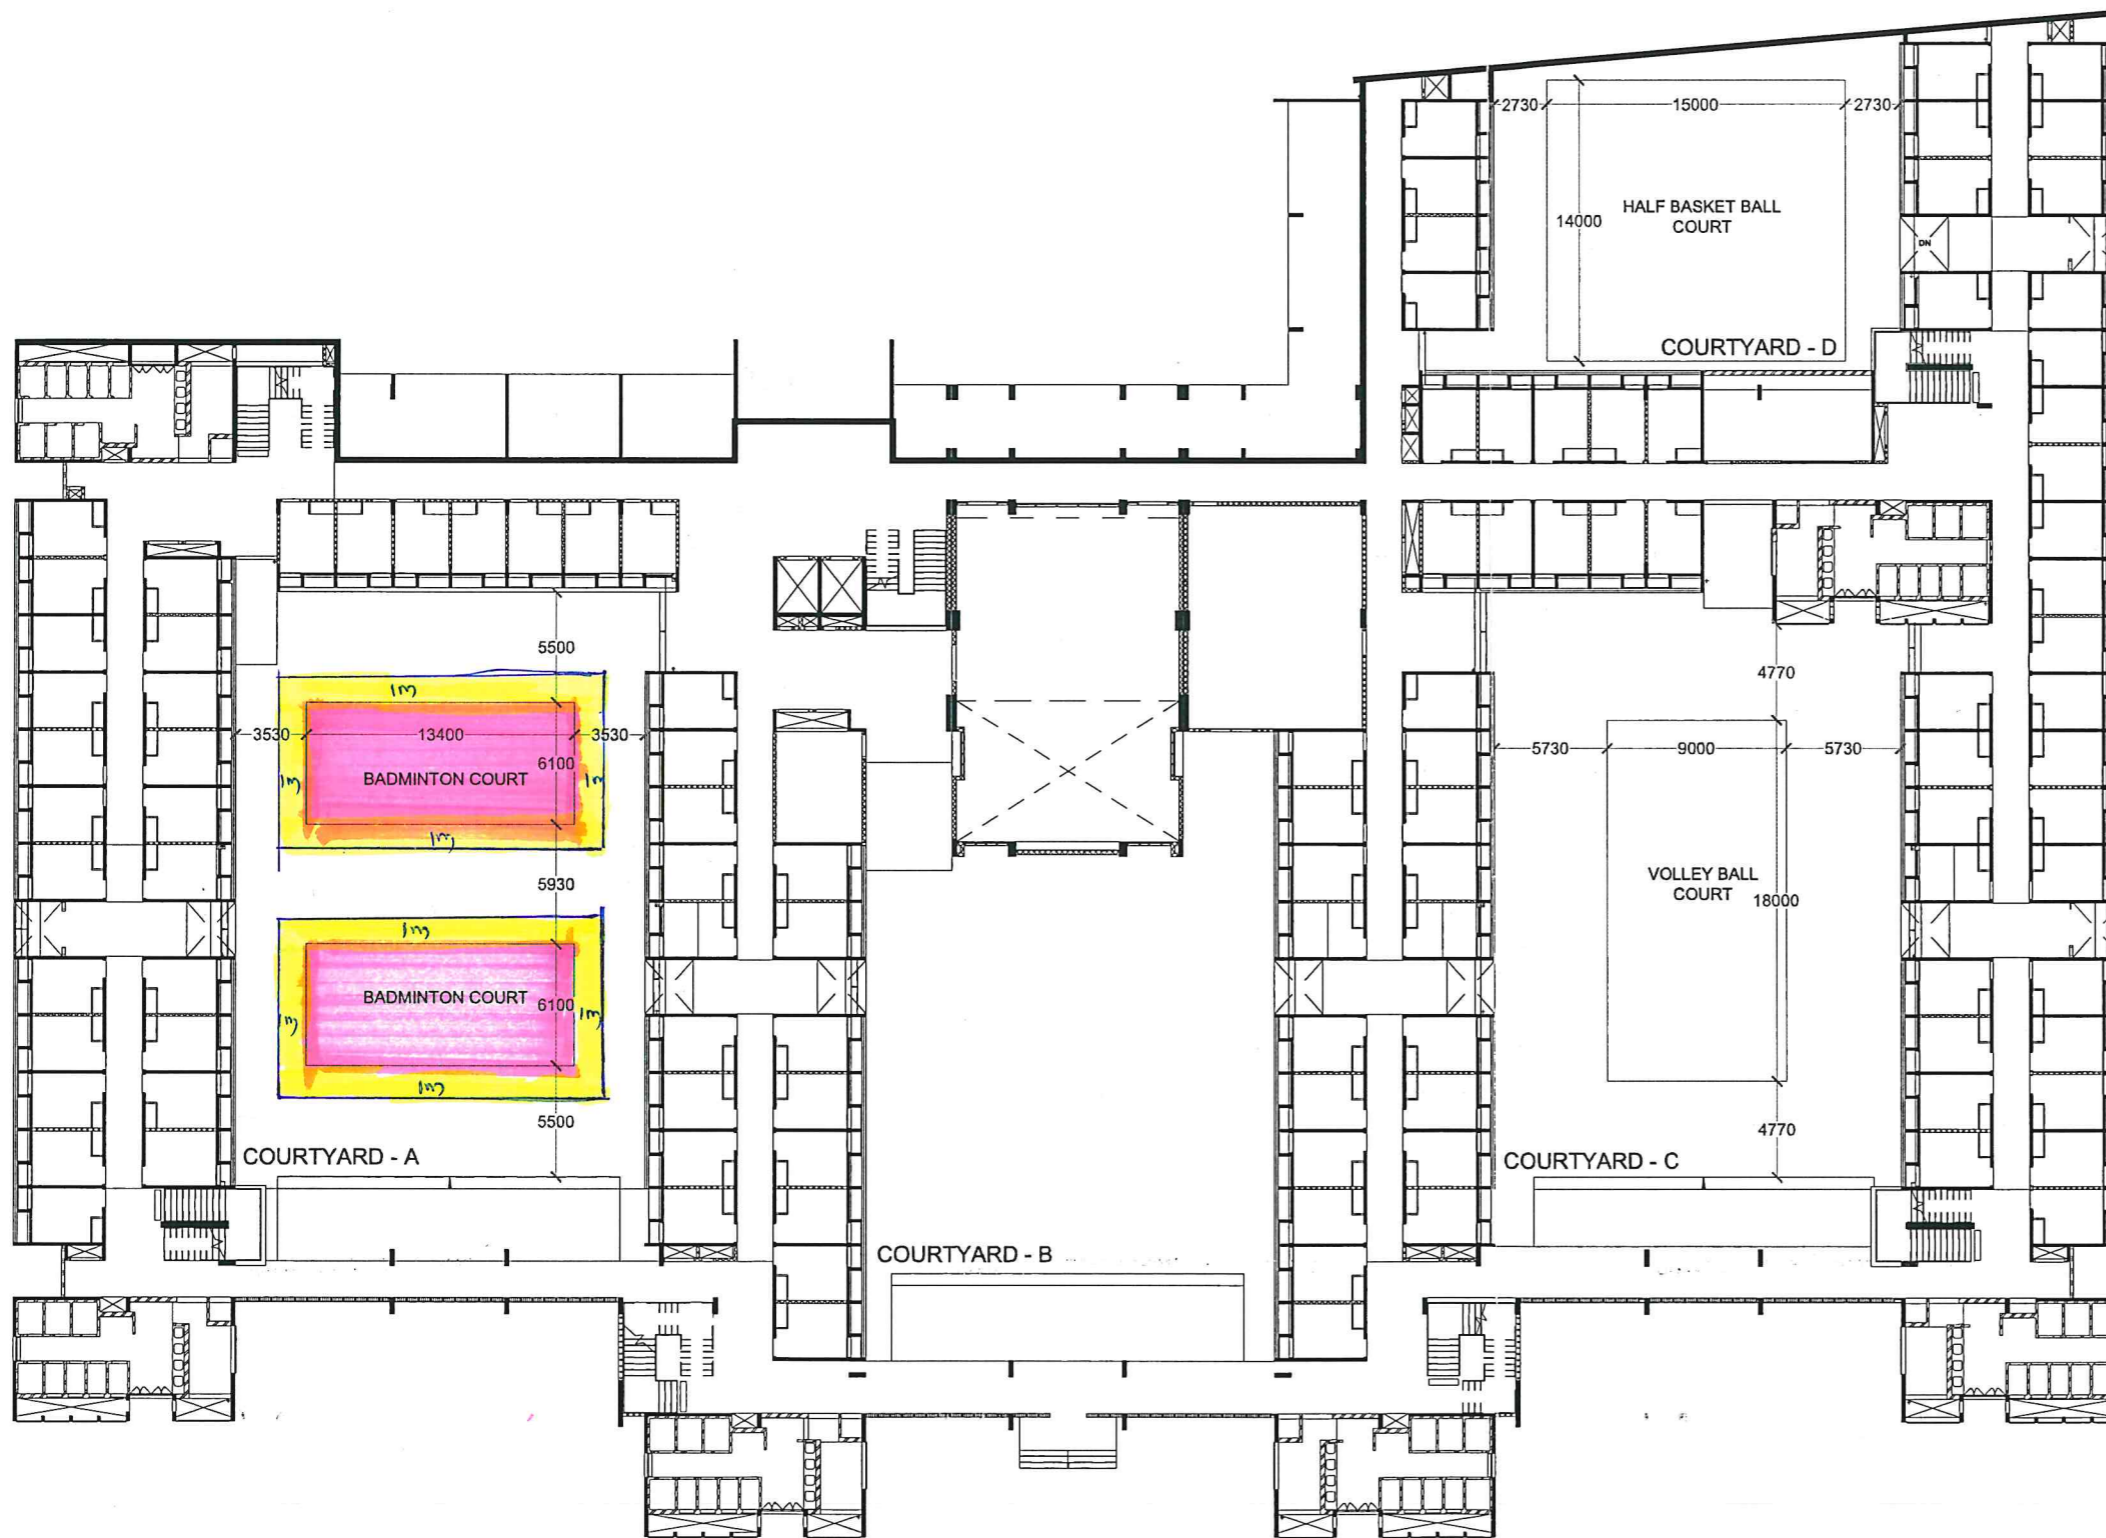 2730
15000
2730
HALF BASKET BALL
COURT
14000
DN
COURTYARD - D
5500
1m
3530
13400
3530
6100
BADMINTON COURT
1m
1m
1m
5930
1m
BADMINTON COURT
6100
1m
1m
1m
5500
COURTYARD - A
COURTYARD - B
4770
5730
9000
5730
VOLLEY BALL
COURT
18000
4770
COURTYARD - C